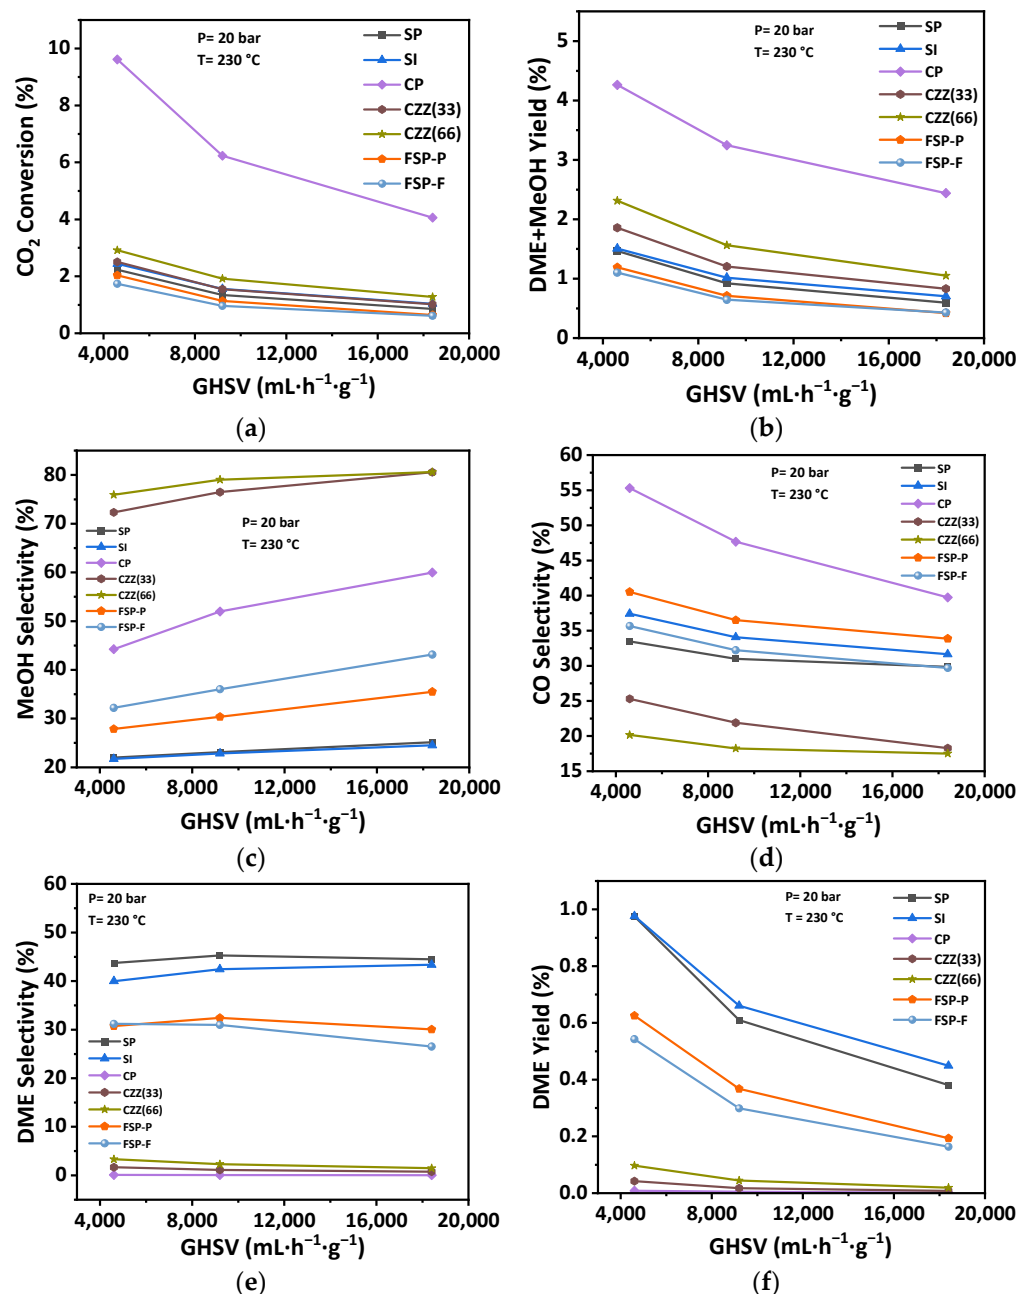 P= 20 bar
T= 230 °C
SP
SI
CP
CZZ(33)
CZZ(66)
FSP-P
FSP-F
CO₂ Conversion (%)
10
8
6
4
2
0
4,000 8,000 12,000 16,000 20,000
GHSV (mL·h⁻¹·g⁻¹)
(a)
P= 20 bar
T= 230 °C
SP
SI
CP
CZZ(33)
CZZ(66)
FSP-P
FSP-F
DME+MeOH Yield (%)
5
4
3
2
1
0
4,000 8,000 12,000 16,000 20,000
GHSV (mL·h⁻¹·g⁻¹)
(b)
P= 20 bar
T= 230 °C
SP
SI
CP
CZZ(33)
CZZ(66)
FSP-P
FSP-F
MeOH Selectivity (%)
80
70
60
50
40
30
20
4,000 8,000 12,000 16,000 20,000
GHSV (mL·h⁻¹·g⁻¹)
(c)
P= 20 bar
T= 230 °C
SP
SI
CP
CZZ(33)
CZZ(66)
FSP-P
FSP-F
CO Selectivity (%)
60
55
50
45
40
35
30
25
20
15
4,000 8,000 12,000 16,000 20,000
GHSV (mL·h⁻¹·g⁻¹)
(d)
P= 20 bar
T= 230 °C
SP
SI
CP
CZZ(33)
CZZ(66)
FSP-P
FSP-F
DME Selectivity (%)
60
50
40
30
20
10
0
4,000 8,000 12,000 16,000 20,000
GHSV (mL·h⁻¹·g⁻¹)
(e)
P= 20 bar
T = 230 °C
SP
SI
CP
CZZ(33)
CZZ(66)
FSP-P
FSP-F
DME Yield (%)
1.0
0.8
0.6
0.4
0.2
0.0
4,000 8,000 12,000 16,000 20,000
GHSV (mL·h⁻¹·g⁻¹)
(f)